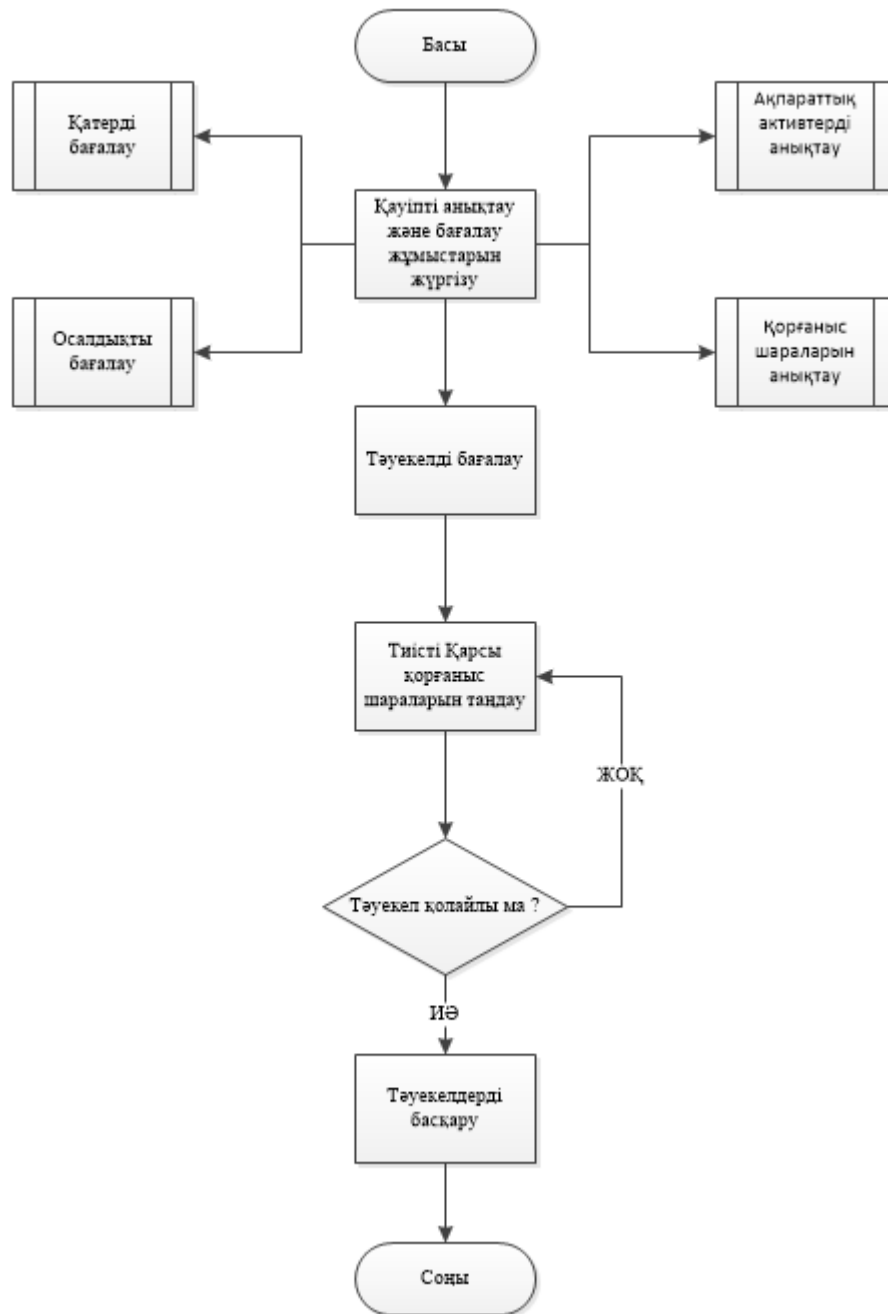 Басы
Қатерді
бағалау
Ақпараттық
активтерді
анықтау
Қауіпті анықтау
және бағалау
жұмыстарын
жүргізу
Осалдықты
бағалау
Қорғаныс
шараларын
анықтау
Тәуекелді бағалау
Тиісті Қарсы
қорғаныс
шараларын таңдау
ЖОҚ
Тәуекел қолайлы ма ?
ИӘ
Тәуекелдерді
басқару
Соңы